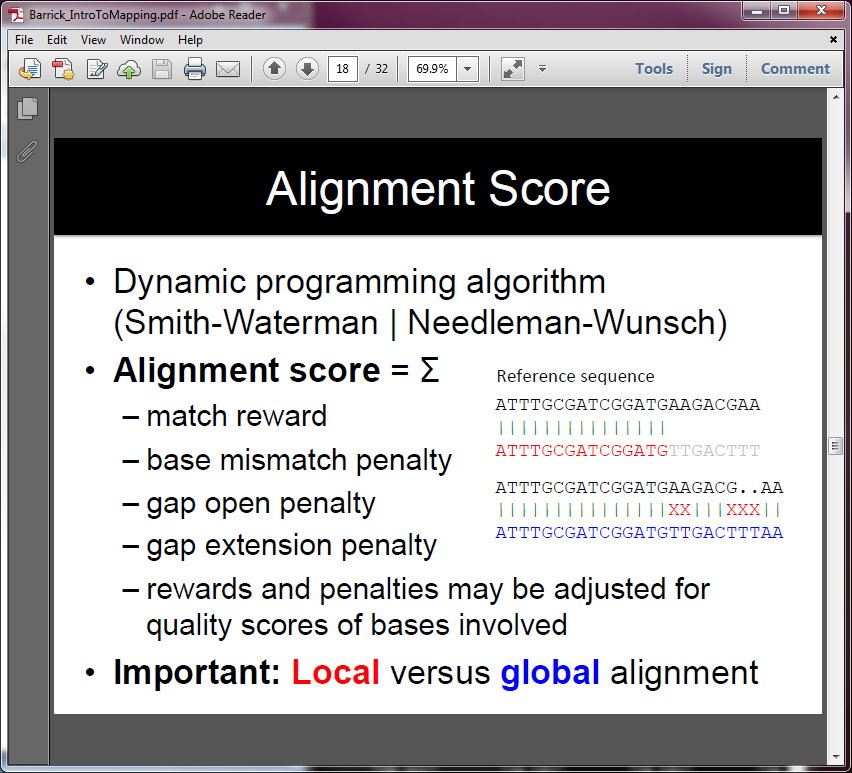 Barrick_IntroToMapping.pdf - Adobe Reader
File Edit View Window Help
18 / 32 69.9% Tools Sign Comment
Alignment Score
• Dynamic programming algorithm
(Smith-Waterman | Needleman-Wunsch)
• Alignment score = Σ
– match reward
– base mismatch penalty
– gap open penalty
– gap extension penalty
– rewards and penalties may be adjusted for
quality scores of bases involved
Reference sequence
ATTTGCGATCGGATGAAGACGAA
|||||||||||||||
ATTTGCGATCGGATGTTGACTTT
ATTTGCGATCGGATGAAGACG..AA
|||||||||||||||XX|||XXX||
ATTTGCGATCGGATGTTGACTTTAA
• Important: Local versus global alignment